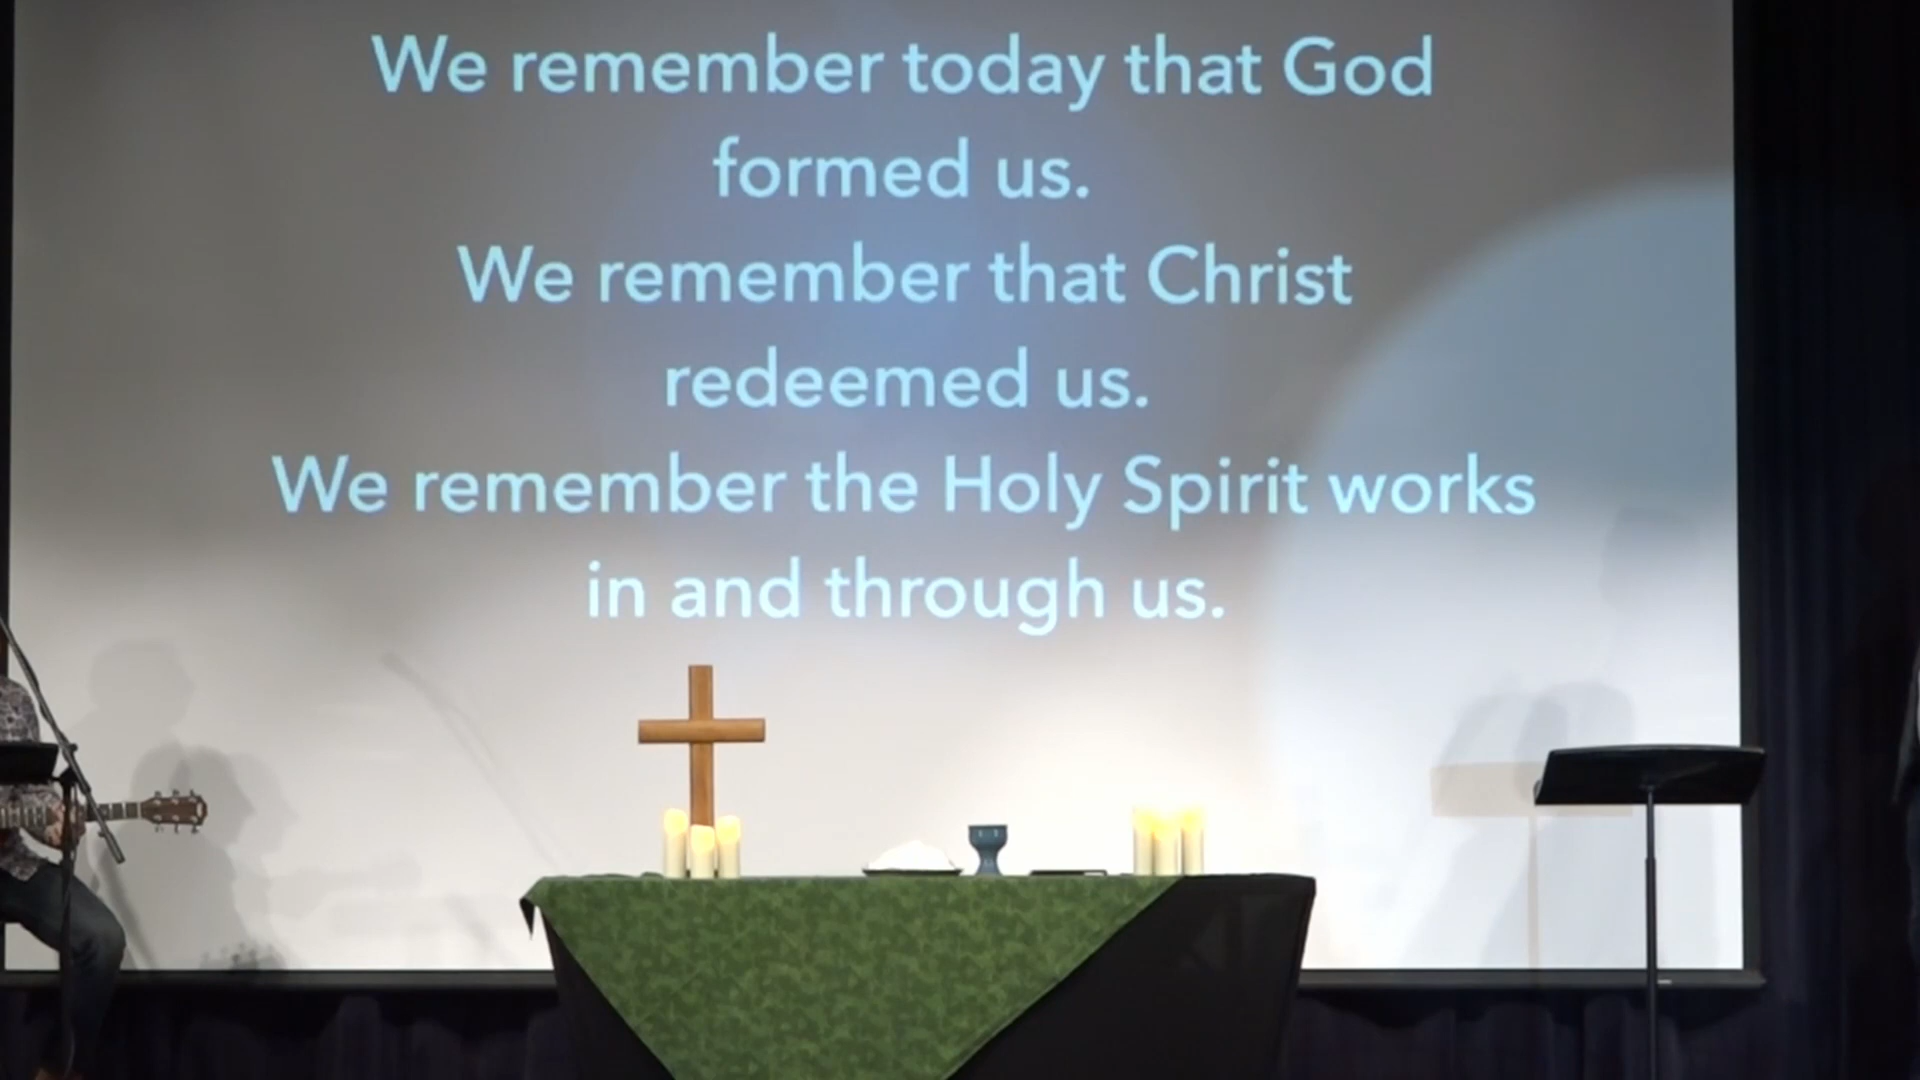 We remember today that God
formed us.
We remember that Christ
redeemed us.
We remember the Holy Spirit works
in and through us.